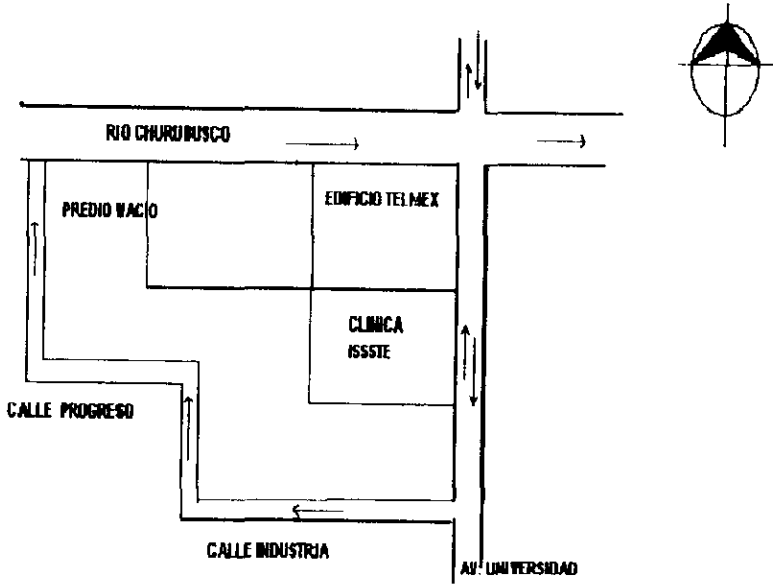 RIO CHURUBUSCO
PREDIO VACIO
EDIFICIO TELMEX
CLINICA
ISSSTE
CALLE PROGRESO
CALLE INDUSTRIA
AV. UNIVERSIDAD